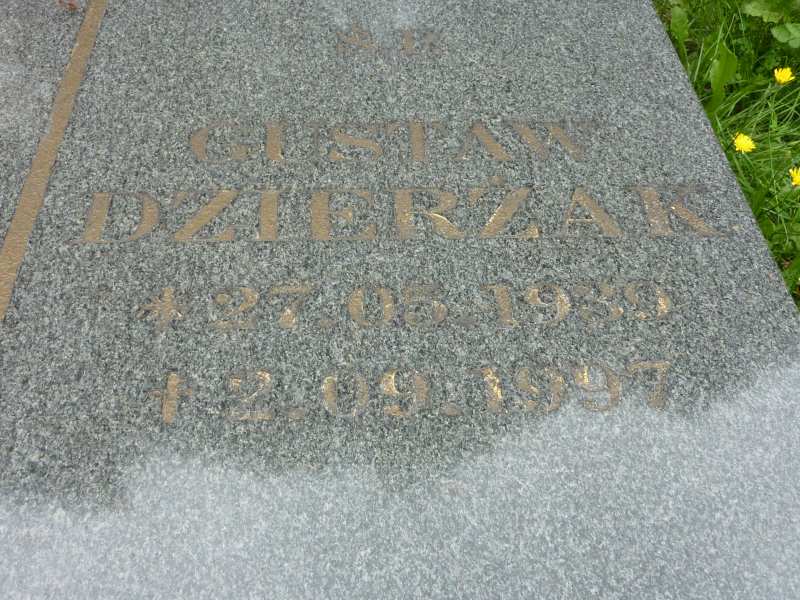 GUSTAW
DZIERŻAK
* 27.05.1939
† 2.09.1997